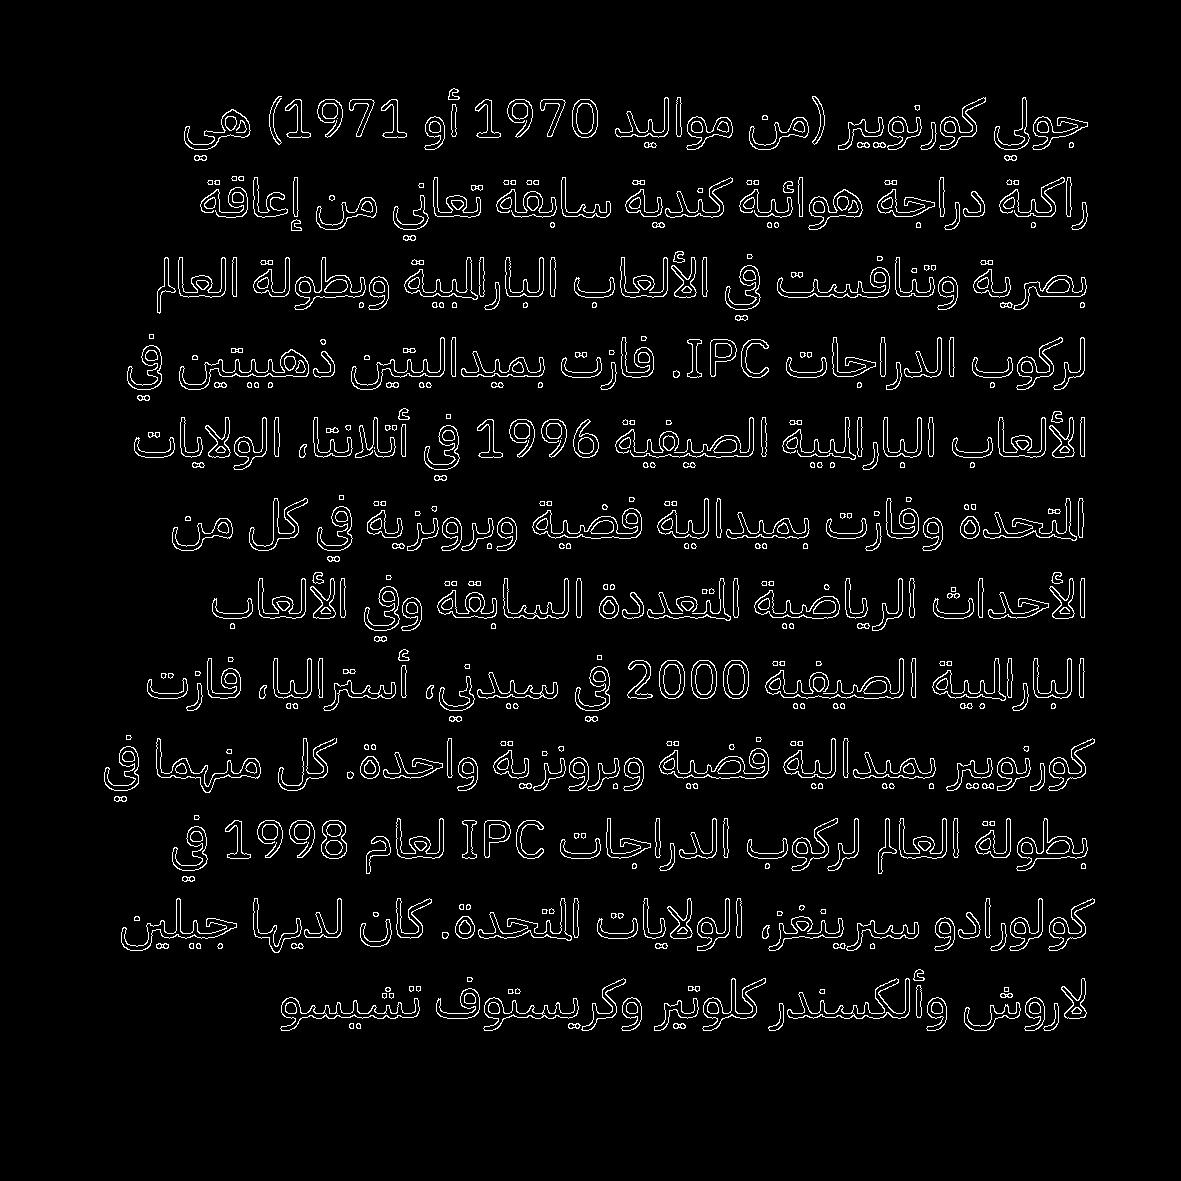 جولي كورنويير (من مواليد 1970 أو 1971) هي
راكبة دراجة هوائية كندية سابقة تعاني من إعاقة
بصرية وتنافست في الألعاب البارالمبية وبطولة العالم
لركوب الدراجات IPC. فازت بميداليتين ذهبيتين في
الألعاب البارالمبية الصيفية 1996 في أتلانتا، الولايات
المتحدة وفازت بميدالية فضية وبرونزية في كل من
الأحداث الرياضية المتعددة السابقة وفي الألعاب
البارالمبية الصيفية 2000 في سيدني، أستراليا، فازت
كورنويير بميدالية فضية وبرونزية واحدة. كل منهما في
بطولة العالم لركوب الدراجات IPC لعام 1998 في
كولورادو سبرينغز، الولايات المتحدة. كان لديها جيلين
لاروش وألكسندر كلوتير وكريستوف تشيسو